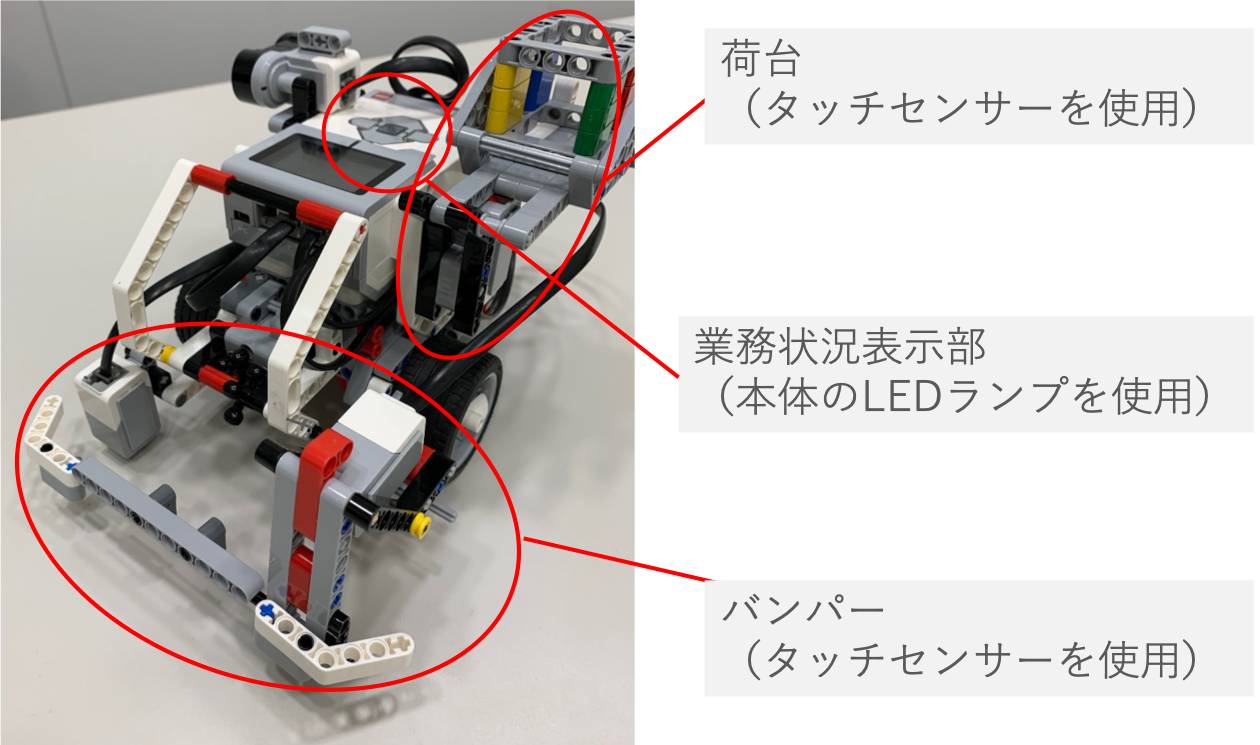 荷台
（タッチセンサーを使用）
業務状況表示部
（本体のLEDランプを使用）
バンパー
（タッチセンサーを使用）